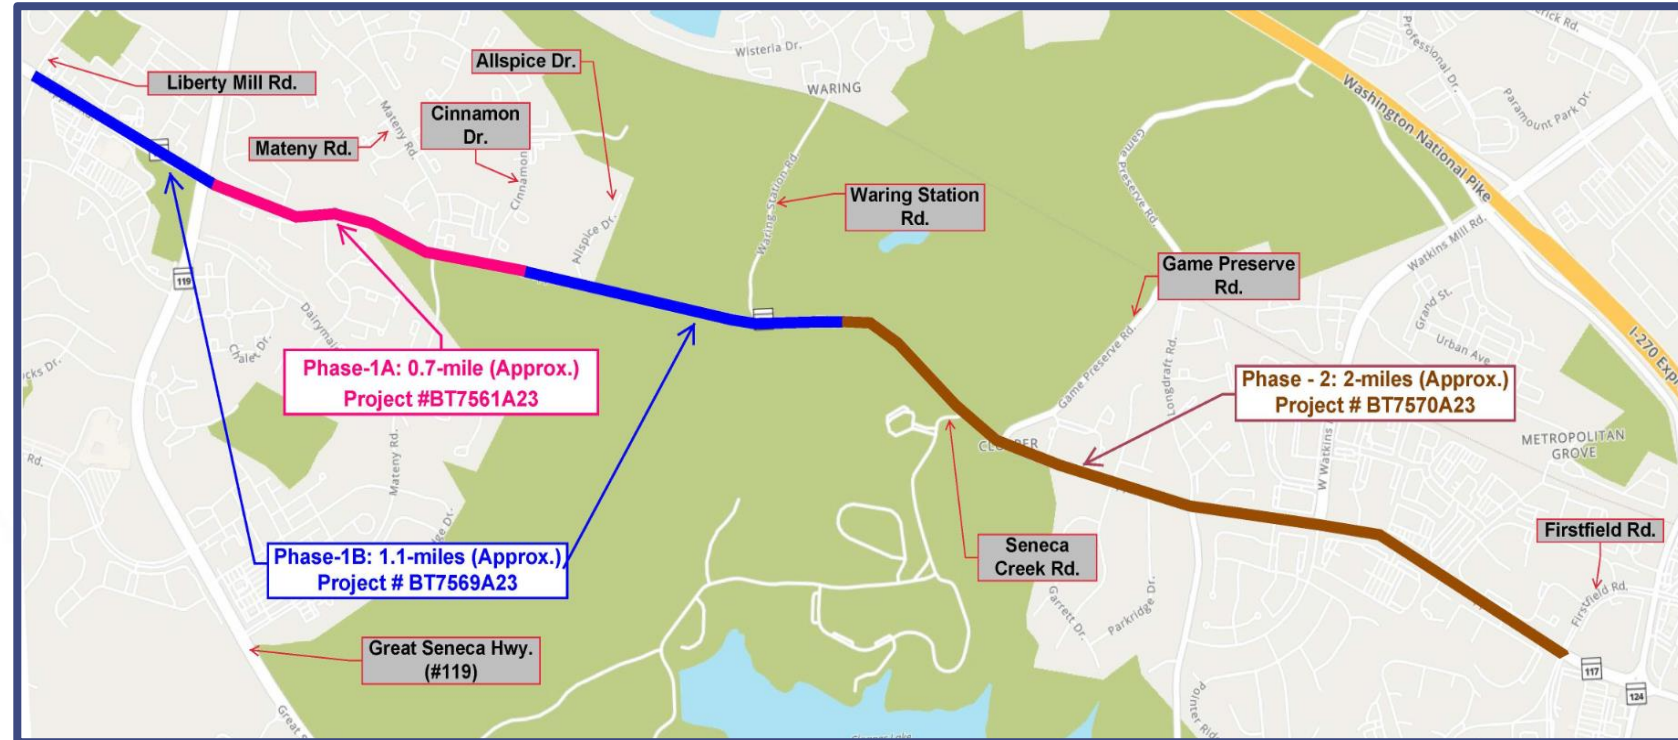 Wisteria Dr.
WARING
Professional Dr.
Paramount Park Dr.
Washington National Pike
Allspice Dr.
Liberty Mill Rd.
Cinnamon
Dr.
Mateny Rd.
Mateny Rd.
Cinnamon
Allspice Dr.
Waring Station Rd.
Waring Station
Rd.
Game Preserve Rd.
Game Preserve
Rd.
Game Preserve Rd.
Watkins Mill Rd.
Grand St.
Urban Ave
I-270
119
Chalet Dr.
Longdraft Rd.
Phase-1A: 0.7-mile (Approx.)
Project #BT7561A23
Phase - 2: 2-miles (Approx.)
Project # BT7570A23
METROPOLITAN
GROVE
W Watkins
Mateny Rd.
Phase-1B: 1.1-miles (Approx.)
Project # BT7569A23
Seneca
Creek Rd.
Firstfield Rd.
Firstfield Rd.
Garrett Dr.
Parkridge Dr.
Great Seneca Hwy.
(#119)
117
124